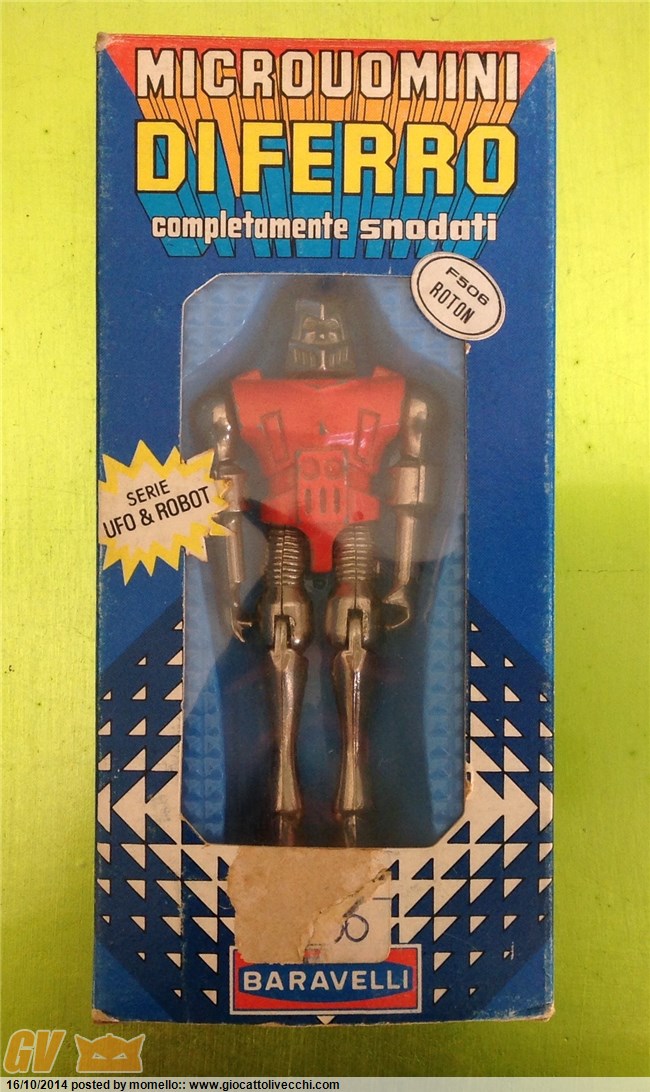 MICROUOMINI
DI FERRO
completamente snodati
F506
ROTON
SERIE
UFO & ROBOT
BARAVELLI
GV
16/10/2014 posted by momello:: www.giocattolivecchi.com